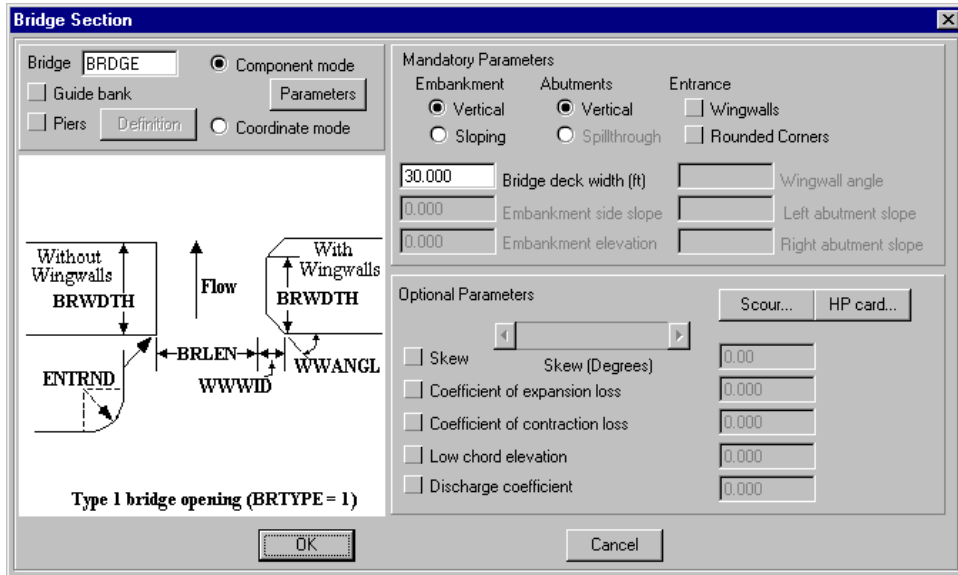 Bridge Section
Bridge BRDGE Component mode
Guide bank Parameters
Piers Definition Coordinate mode
Without
Wingwalls
BRWDTH
Flow
With
Wingwalls
BRWDTH
BRLEN
WWWID
WWANGL
ENTRND
Type 1 bridge opening (BRTYPE = 1)
Mandatory Parameters
Embankment Abutments Entrance
Vertical Vertical Wingwalls
Sloping Spillthrough Rounded Corners
30.000 Bridge deck width (ft) Wingwall angle
0.000 Embankment side slope Left abutment slope
0.000 Embankment elevation Right abutment slope
Optional Parameters Scour... HP card...
Skew Skew (Degrees) 0.00
Coefficient of expansion loss 0.000
Coefficient of contraction loss 0.000
Low chord elevation 0.000
Discharge coefficient 0.000
OK Cancel